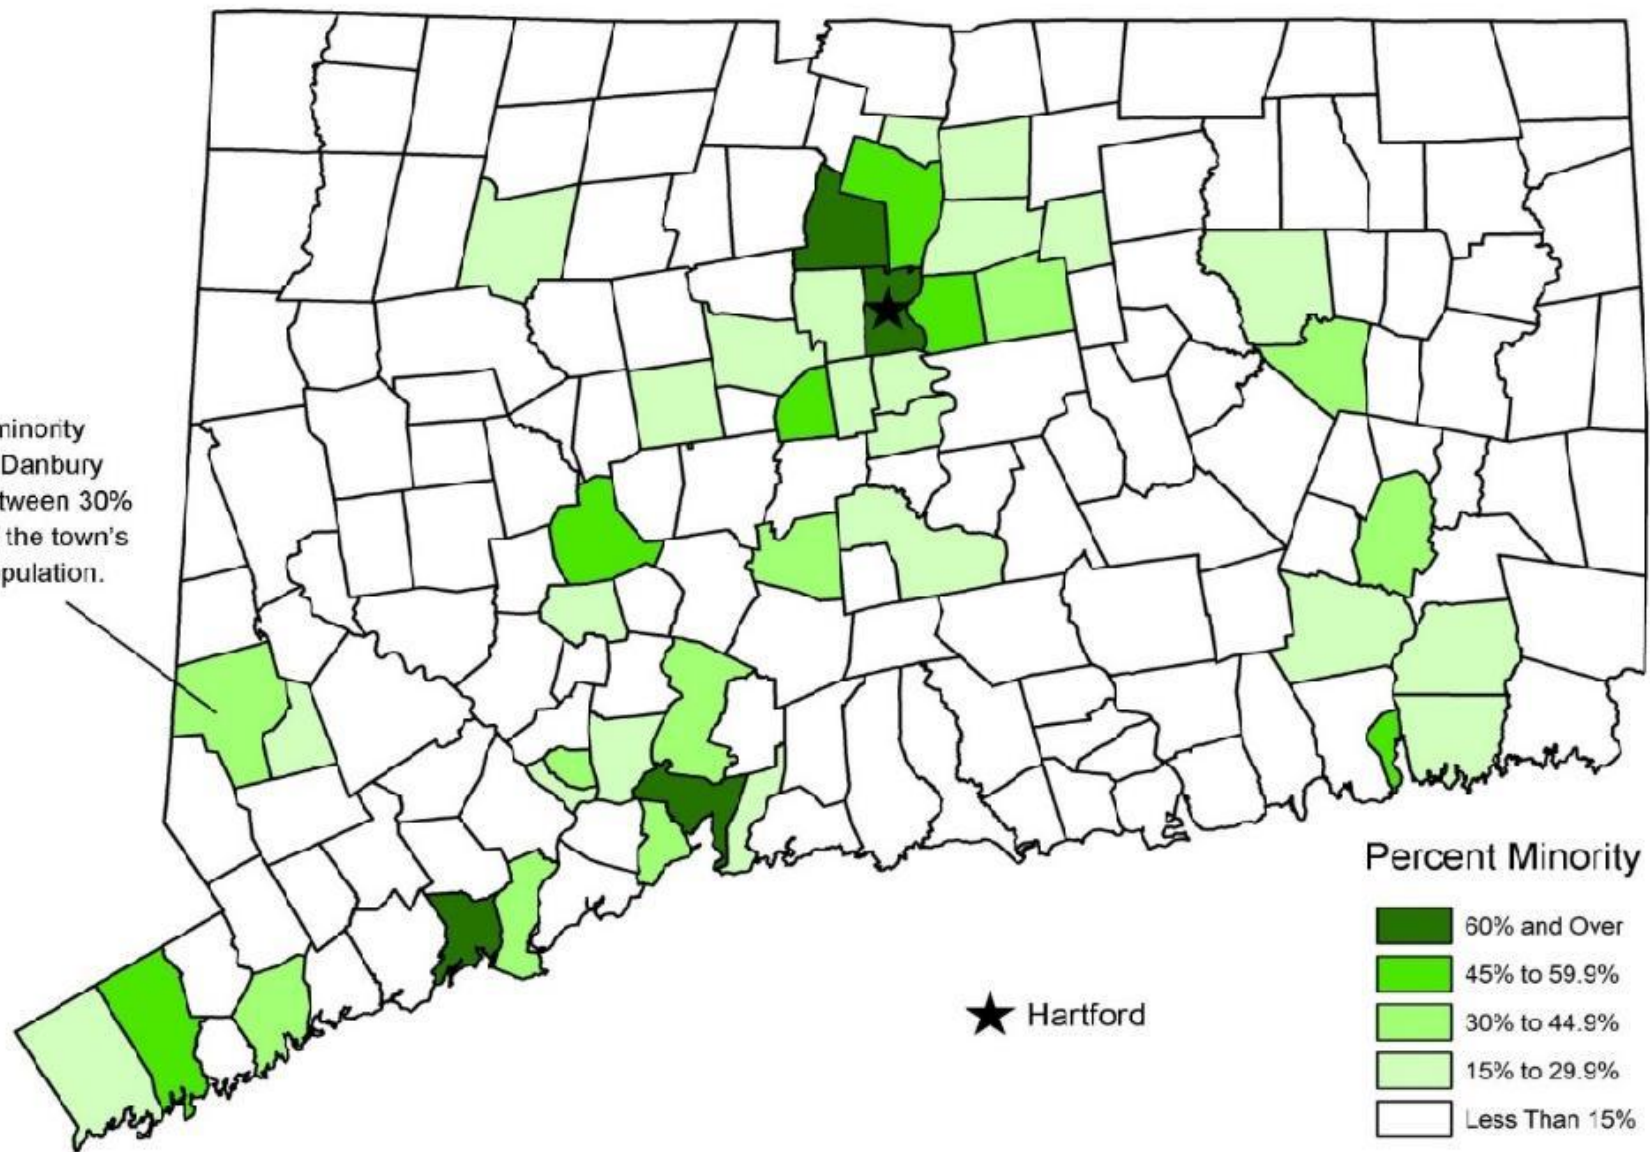 minority
Danbury
tween 30%
the town's
pulation.
Hartford
Percent Minority
60% and Over
45% to 59.9%
30% to 44.9%
15% to 29.9%
Less Than 15%